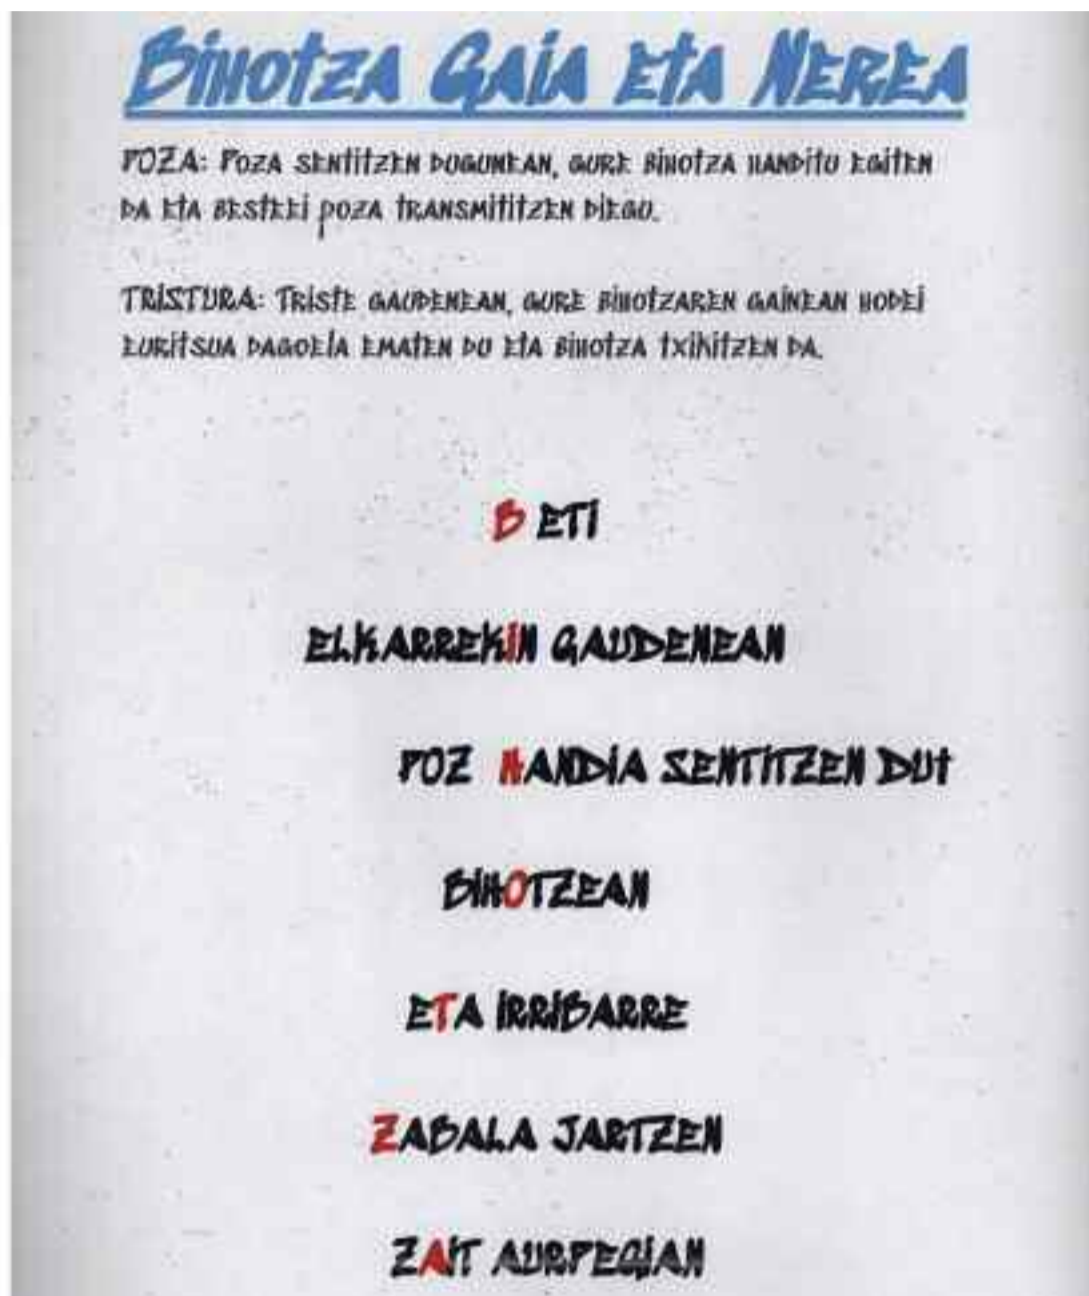 Bihotza Gaia eta Nerea
POZA: Poza sentitzen dugunean, gure bihotza handitu egiten
da eta besteei poza transmititzen diegu.
TRISTURA: Triste gaudenean, gure bihotzaren gainean hodei
euritsua dagoela ematen du eta bihotza txikitzen da.
B ETI
ELKARREKIN GAUDENEAN
POZ HANDIA SENTITZEN DUt
BIHOTZEAN
ETA IRRIBARRE
ZABALA JARTZEN
ZAIT AURPEGIAN